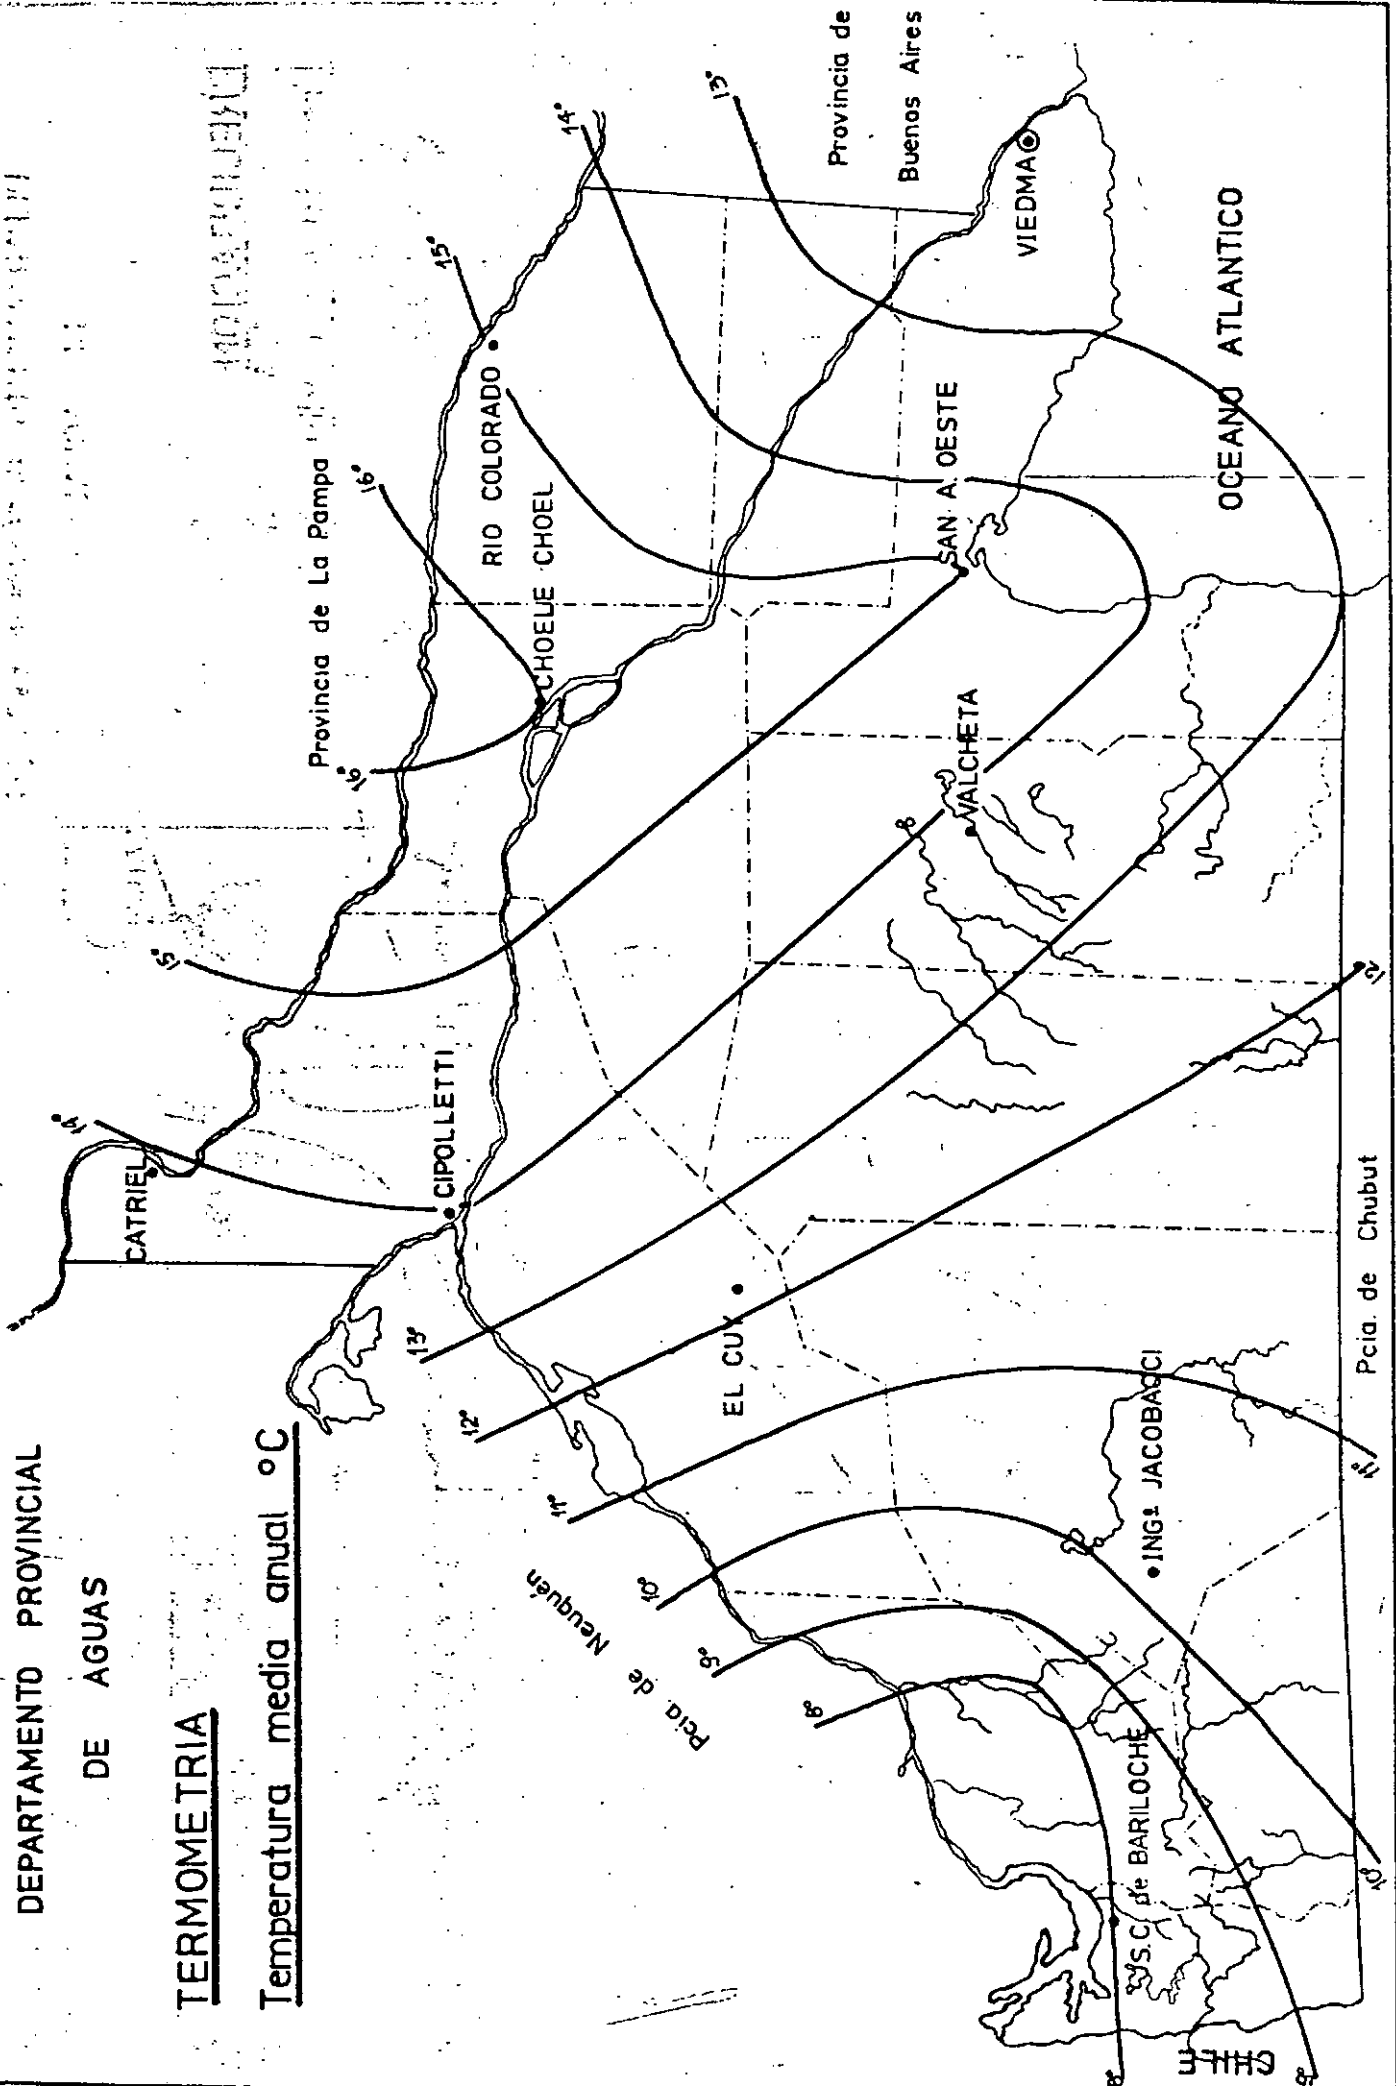 DEPARTAMENTO PROVINCIAL
DE AGUAS
TERMOMETRIA
Temperatura media anual °C
CATRIEL
CIPOLLETTI
Provincia de La Pampa
RIO COLORADO
CHOELE CHOEL
Provincia de
Buenos Aires
VIEDMA
SAN A. OESTE
VALCHETA
OCEANO ATLANTICO
EL CUY
INGº JACOBACCI
S.C. de BARILOCHE
Pcia. de Neuquén
Pcia. de Chubut
CHILE
14°
15°
16°
16°
15°
14°
13°
13°
12°
11°
10°
9°
8°
8°
9°
10°
11°
12°